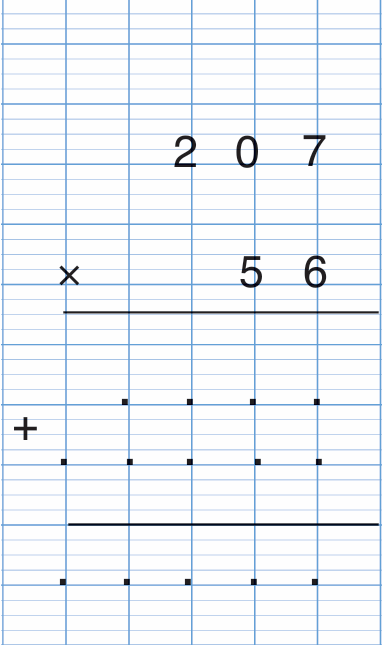 2 0 7
× 5 6
. . . .
+
. . . . .
. . . . .